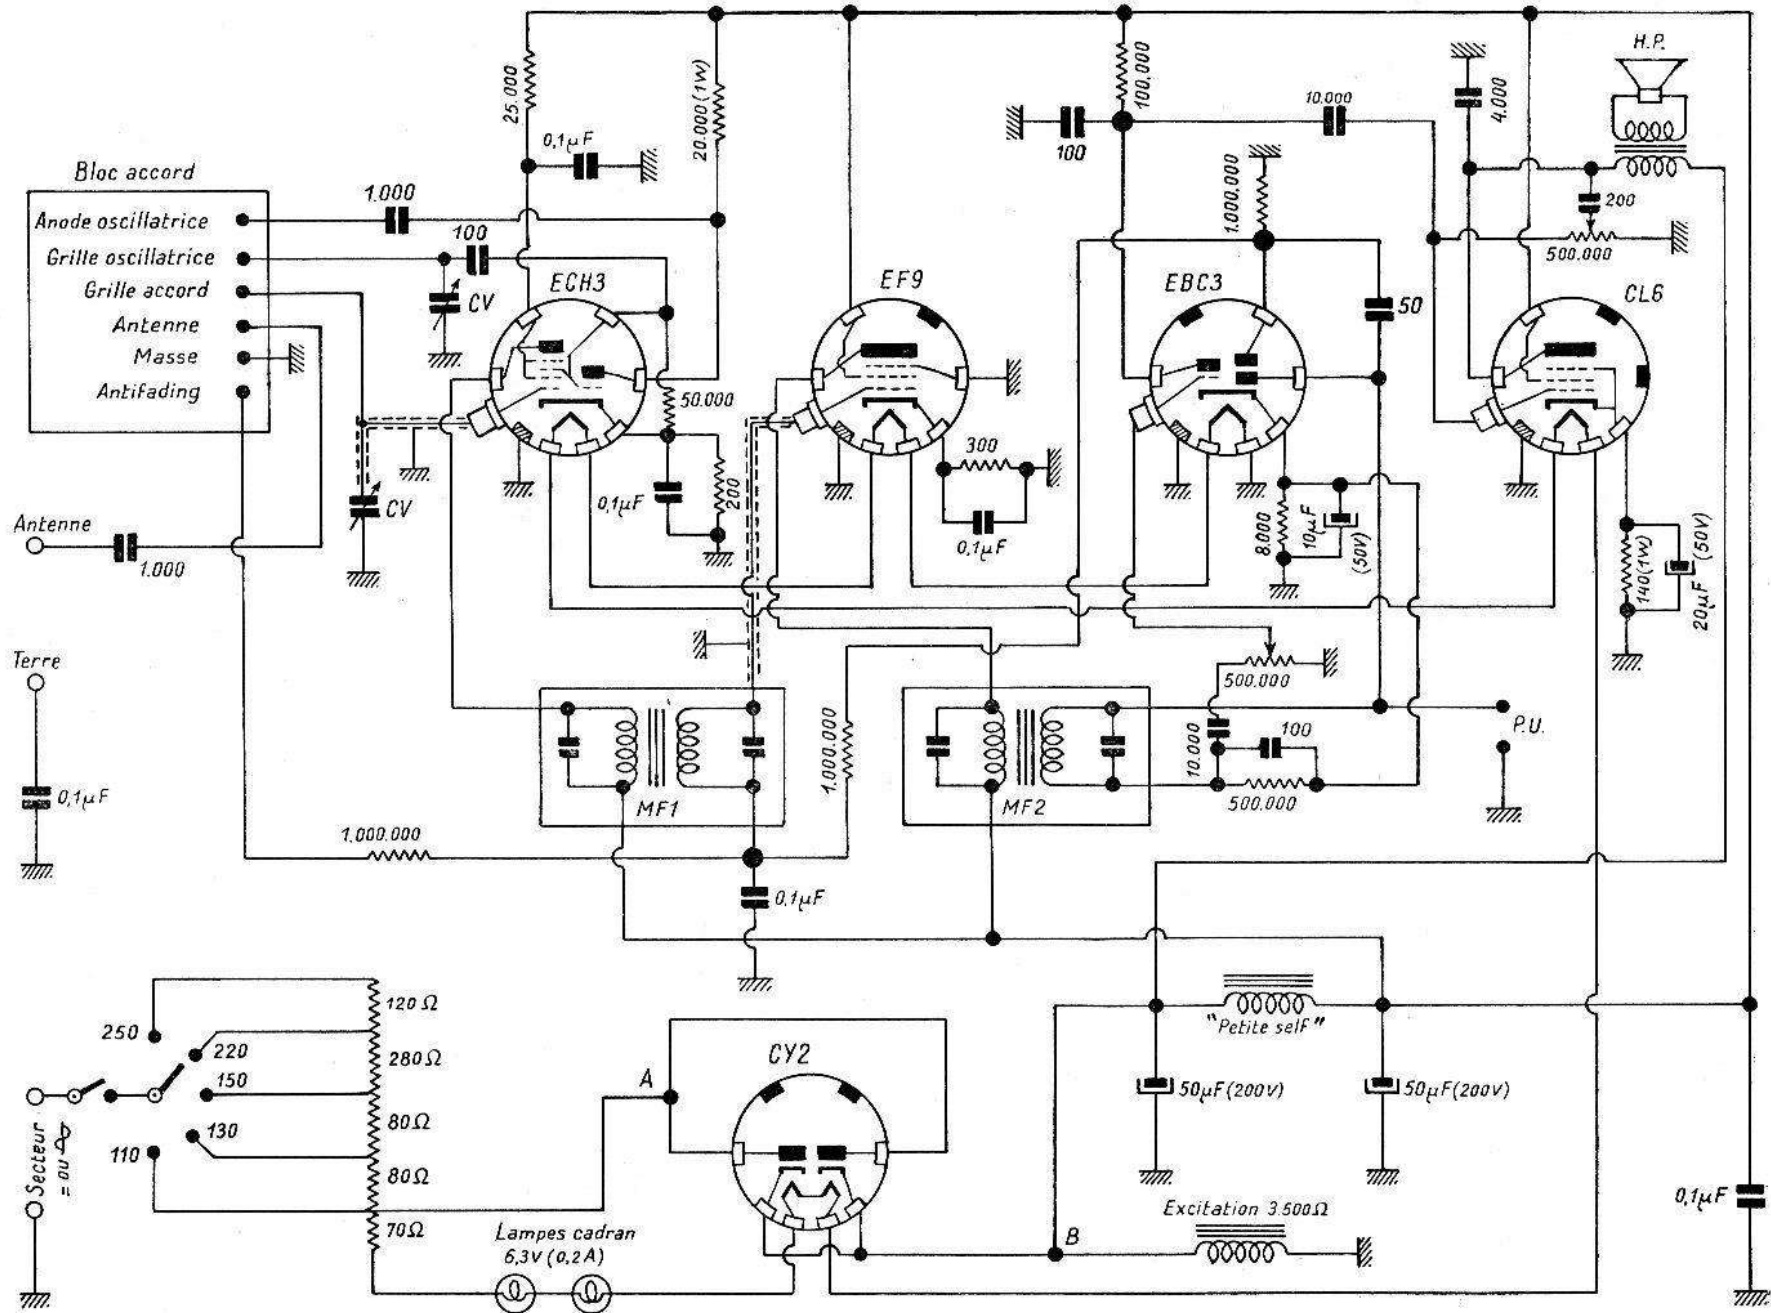 H.P.
25.000
20.000 (1W)
0,1µF
100.000
100
10.000
4.000
Bloc accord
Anode oscillatrice
Grille oscillatrice
Grille accord
Antenne
Masse
Antifading
1.000
100
CV
ECH3
EF9
EBC3
CL6
1.000.000
50
200
500.000
50.000
0,1µF
200
300
0,1µF
8.000
10µF
(50V)
140(1W)
20µF (50V)
CV
Antenne
1.000
Terre
0,1µF
MF1
1.000.000
MF2
500.000
10.000
100
500.000
P.U.
1.000.000
0,1µF
"Petite self"
50µF (200V)
50µF (200V)
250
220
150
130
110
120 Ω
280 Ω
80 Ω
80 Ω
70 Ω
Secteur
= ou
Lampes cadran
6,3V (0,2A)
A
CY2
B
Excitation 3.500 Ω
0,1µF